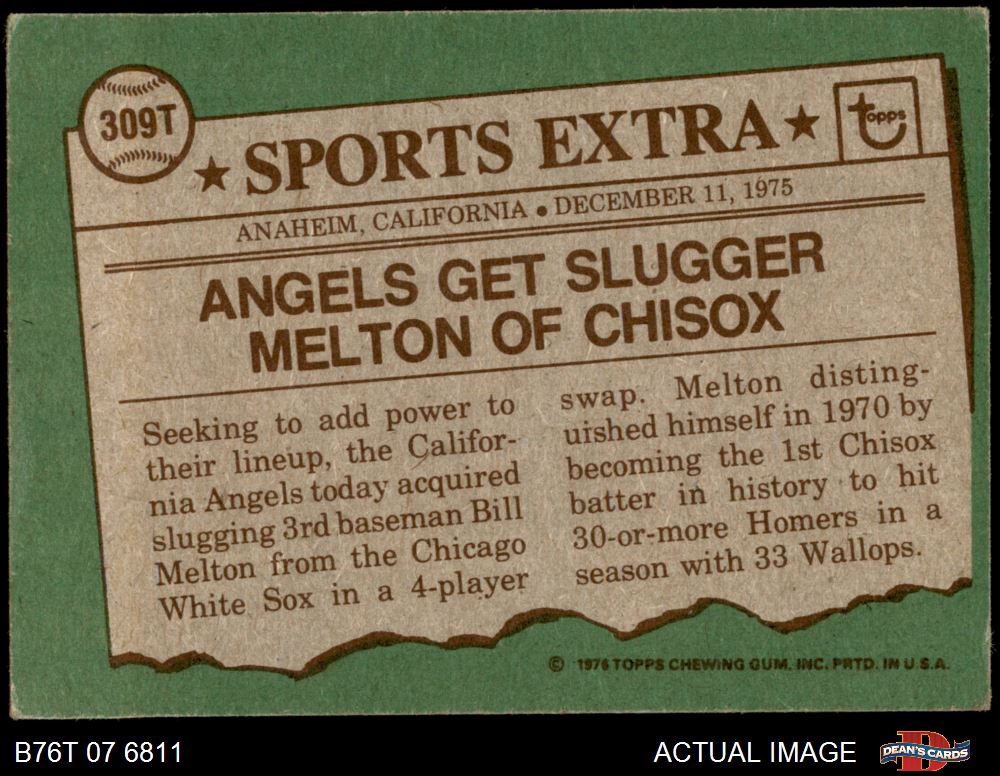 309T
★ SPORTS EXTRA ★
Topps
ANAHEIM, CALIFORNIA • DECEMBER 11, 1975
ANGELS GET SLUGGER
MELTON OF CHISOX
Seeking to add power to
their lineup, the Califor-
nia Angels today acquired
slugging 3rd baseman Bill
Melton from the Chicago
White Sox in a 4-player
swap. Melton disting-
uished himself in 1970 by
becoming the 1st Chisox
batter in history to hit
30-or-more Homers in a
season with 33 Wallops.
© 1976 TOPPS CHEWING GUM, INC. PRTD. IN U.S.A.
B76T 07 6811
ACTUAL IMAGE
DEAN'S CARDS